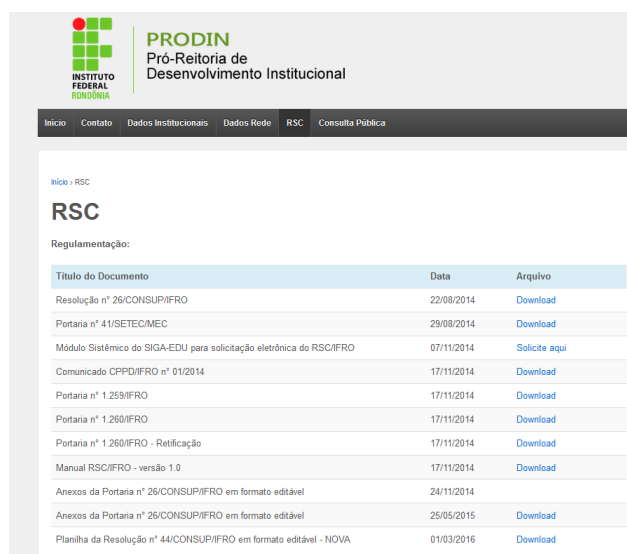 INSTITUTO
FEDERAL
RONDÔNIA
PRODIN
Pró-Reitoria de
Desenvolvimento Institucional
Início Contato Dados Institucionais Dados Rede RSC Consulta Pública
Início › RSC
RSC
Regulamentação:
Título do Documento Data Arquivo
Resolução n° 26/CONSUP/IFRO 22/08/2014 Download
Portaria n° 41/SETEC/MEC 29/08/2014 Download
Módulo Sistêmico do SIGA-EDU para solicitação eletrônica do RSC/IFRO 07/11/2014 Solicite aqui
Comunicado CPPD/IFRO n° 01/2014 17/11/2014 Download
Portaria n° 1.259/IFRO 17/11/2014 Download
Portaria n° 1.260/IFRO 17/11/2014 Download
Portaria n° 1.260/IFRO - Retificação 17/11/2014 Download
Manual RSC/IFRO - versão 1.0 17/11/2014 Download
Anexos da Portaria n° 26/CONSUP/IFRO em formato editável 24/11/2014
Anexos da Portaria n° 26/CONSUP/IFRO em formato editável 25/05/2015 Download
Planilha da Resolução n° 44/CONSUP/IFRO em formato editável - NOVA 01/03/2016 Download